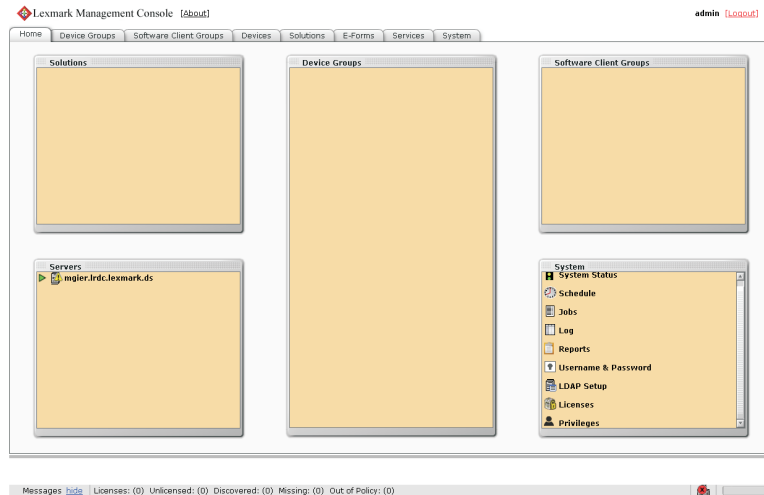 Lexmark Management Console [About]
admin [Logout]
Home Device Groups Software Client Groups Devices Solutions E-Forms Services System
Solutions
Device Groups
Software Client Groups
Servers
mgier.lrdc.lexmark.ds
System
System Status
Schedule
Jobs
Log
Reports
Username & Password
LDAP Setup
Licenses
Privileges
Messages hide Licenses: (0) Unlicensed: (0) Discovered: (0) Missing: (0) Out of Policy: (0)